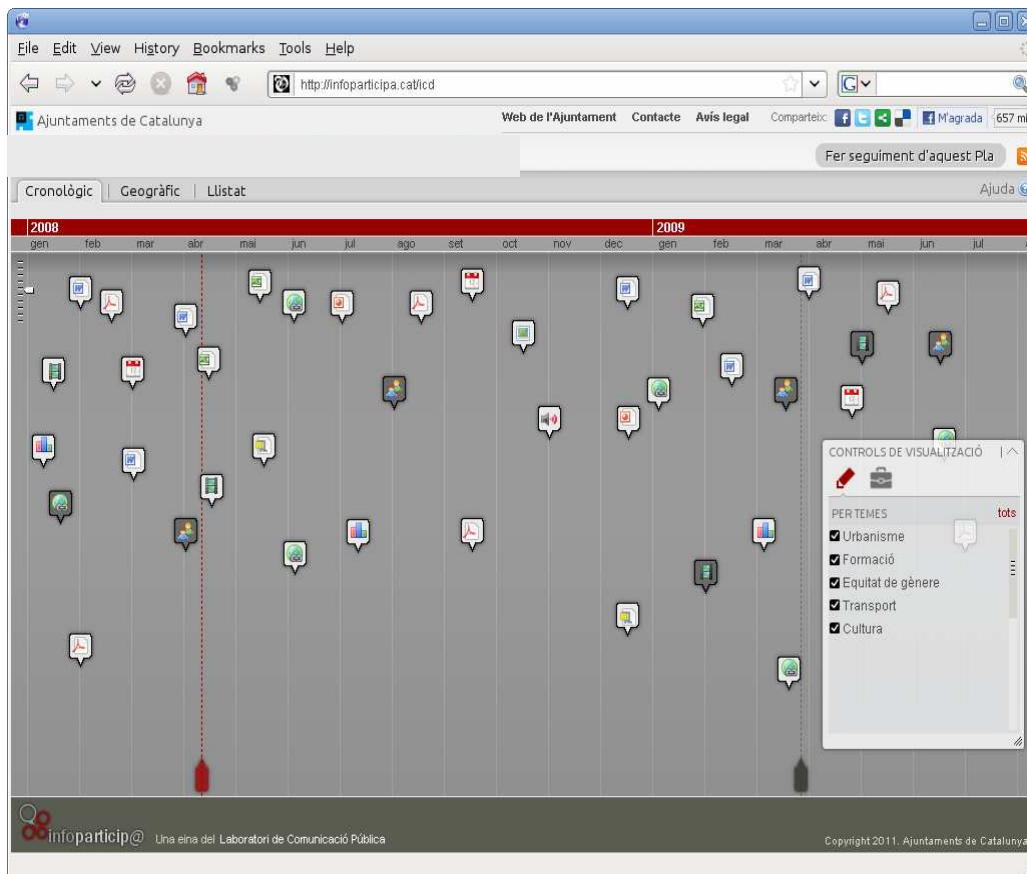 File Edit View History Bookmarks Tools Help
http://infoparticipa.cat/icd
Ajuntaments de Catalunya Web de l'Ajuntament Contacte Avís legal Comparteix: M'agrada 657 mi
Fer seguiment d'aquest Pla
Cronològic Geogràfic Llistat Ajuda
2008 2009
gen feb mar abr mai jun jul ago set oct nov dec gen feb mar abr mai jun jul
CONTROLS DE VISUALITZACIÓ
PER TEMES tots
Urbanisme
Formació
Equitat de gènere
Transport
Cultura
infoparticip@ Una eina del Laboratori de Comunicació Pública Copyright 2011. Ajuntaments de Catalunya